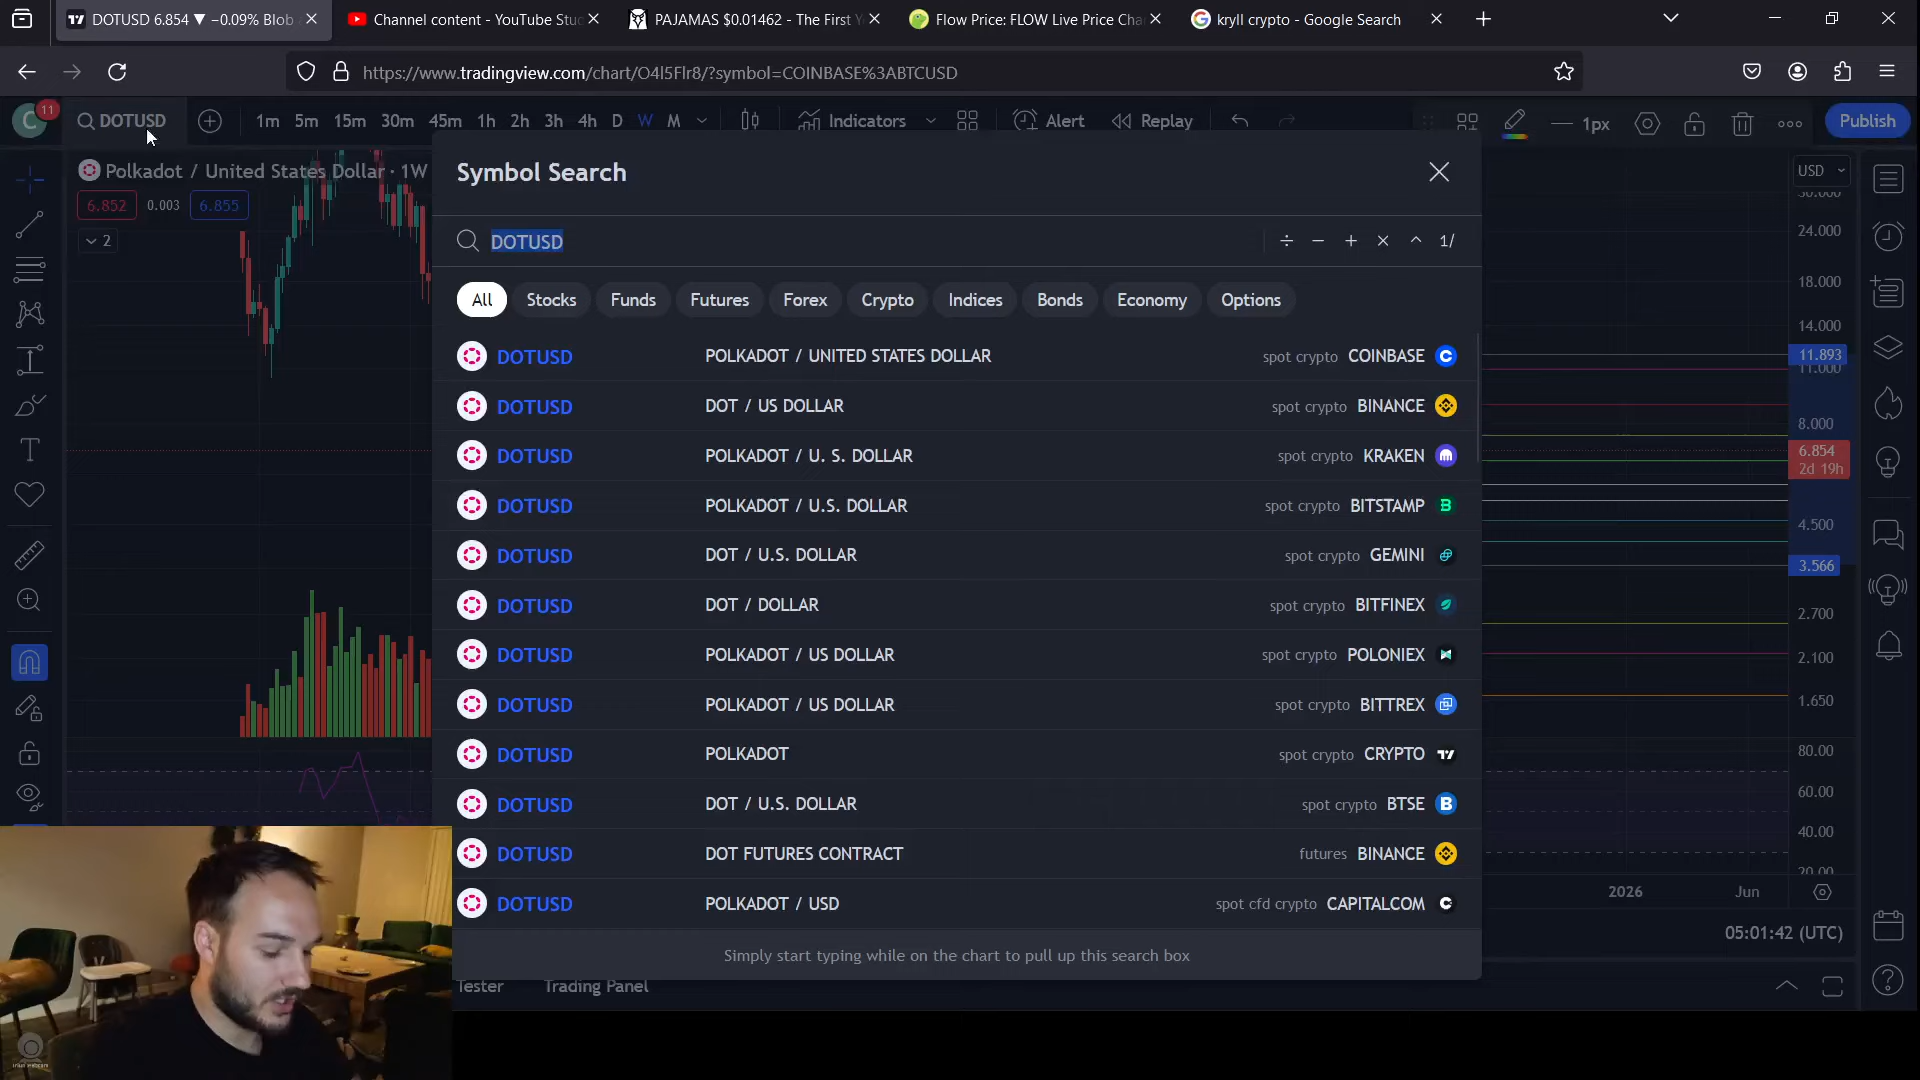 DOTUSD 6.854 ▼ −0.09% Blob
Channel content - YouTube Stu
PAJAMAS $0.01462 - The First Y
Flow Price: FLOW Live Price Cha
kryll crypto - Google Search
https://www.tradingview.com/chart/O4l5Flr8/?symbol=COINBASE%3ABTCUSD
C 11 DOTUSD 1m 5m 15m 30m 45m 1h 2h 3h 4h D W M Indicators Alert Replay 1px Publish
Polkadot / United States Dollar · 1W
6.852 0.003 6.855
2
Symbol Search
DOTUSD ÷ − + × ^ 1/
All Stocks Funds Futures Forex Crypto Indices Bonds Economy Options
DOTUSD POLKADOT / UNITED STATES DOLLAR spot crypto COINBASE
DOTUSD DOT / US DOLLAR spot crypto BINANCE
DOTUSD POLKADOT / U. S. DOLLAR spot crypto KRAKEN
DOTUSD POLKADOT / U.S. DOLLAR spot crypto BITSTAMP
DOTUSD DOT / U.S. DOLLAR spot crypto GEMINI
DOTUSD DOT / DOLLAR spot crypto BITFINEX
DOTUSD POLKADOT / US DOLLAR spot crypto POLONIEX
DOTUSD POLKADOT / US DOLLAR spot crypto BITTREX
DOTUSD POLKADOT spot crypto CRYPTO
DOTUSD DOT / U.S. DOLLAR spot crypto BTSE
DOTUSD DOT FUTURES CONTRACT futures BINANCE
DOTUSD POLKADOT / USD spot cfd crypto CAPITALCOM
Simply start typing while on the chart to pull up this search box
USD
30.000
24.000
18.000
14.000
11.893
11.000
8.000
6.854
2d 19h
4.500
3.566
2.700
2.100
1.650
80.00
60.00
40.00
20.00
2026 Jun
05:01:42 (UTC)
Tester Trading Panel